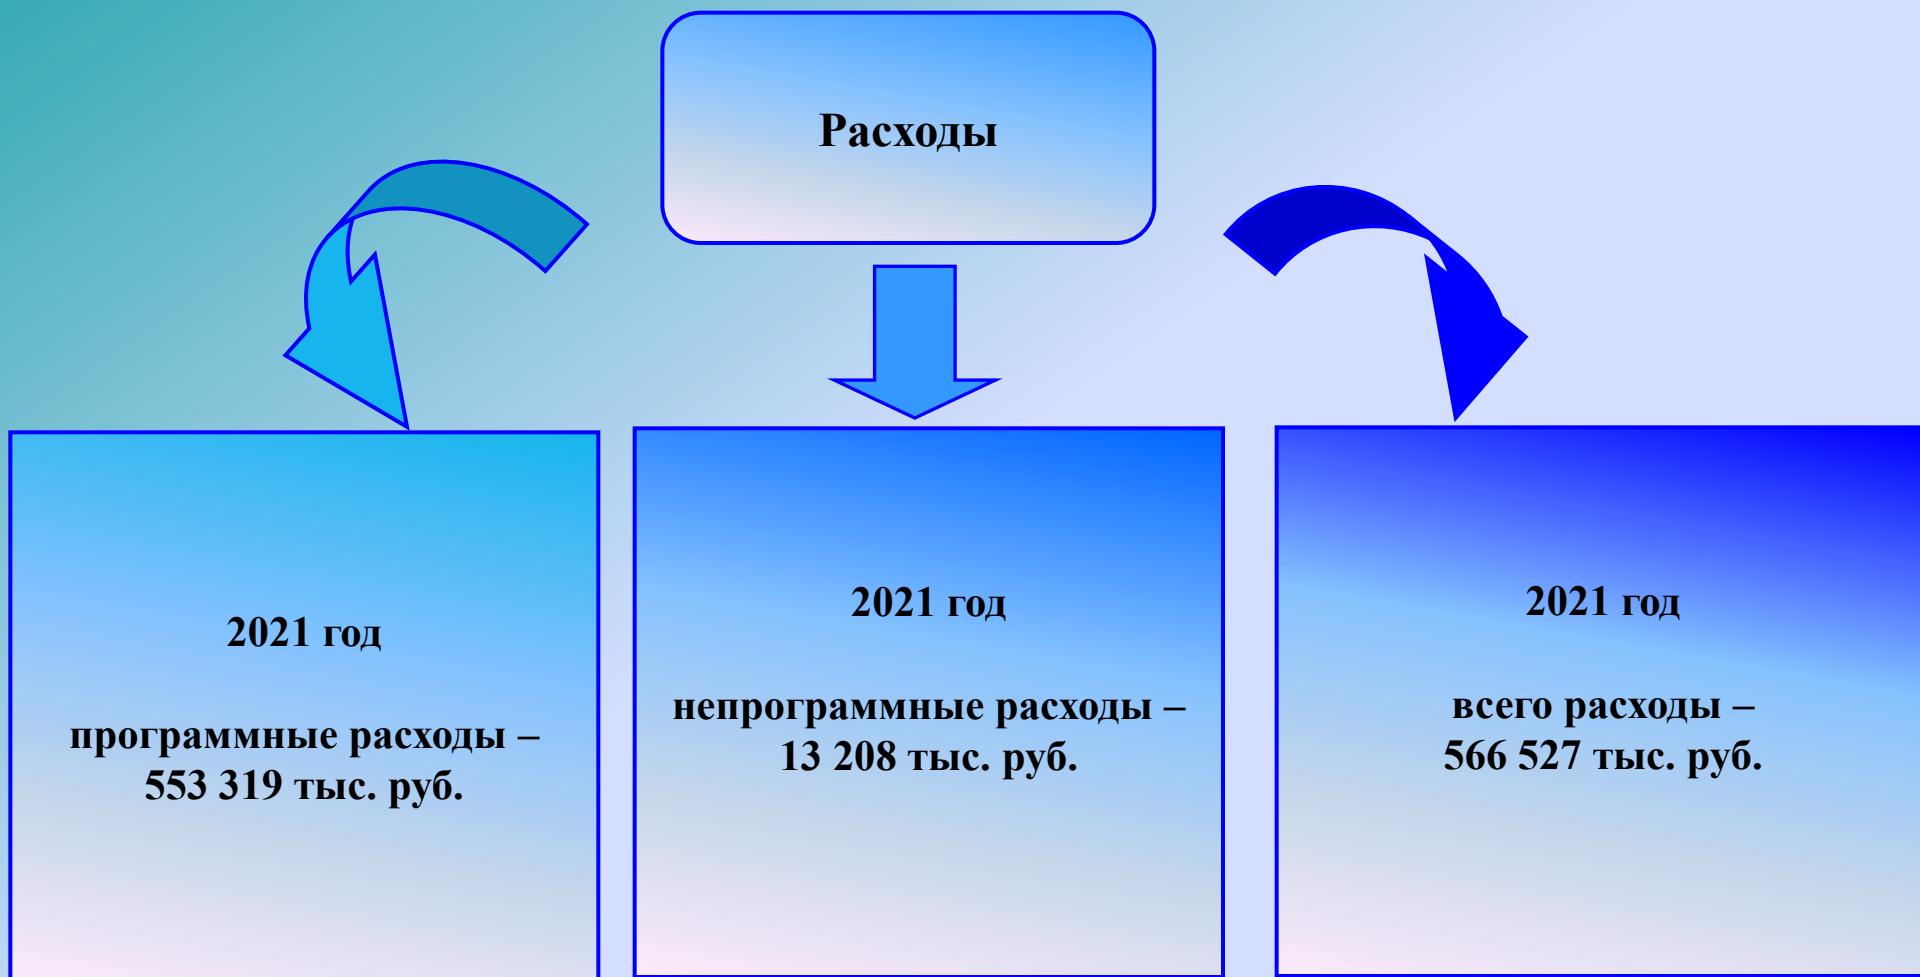 Расходы
2021 год
программные расходы –
553 319 тыс. руб.
2021 год
непрограммные расходы –
13 208 тыс. руб.
2021 год
всего расходы –
566 527 тыс. руб.